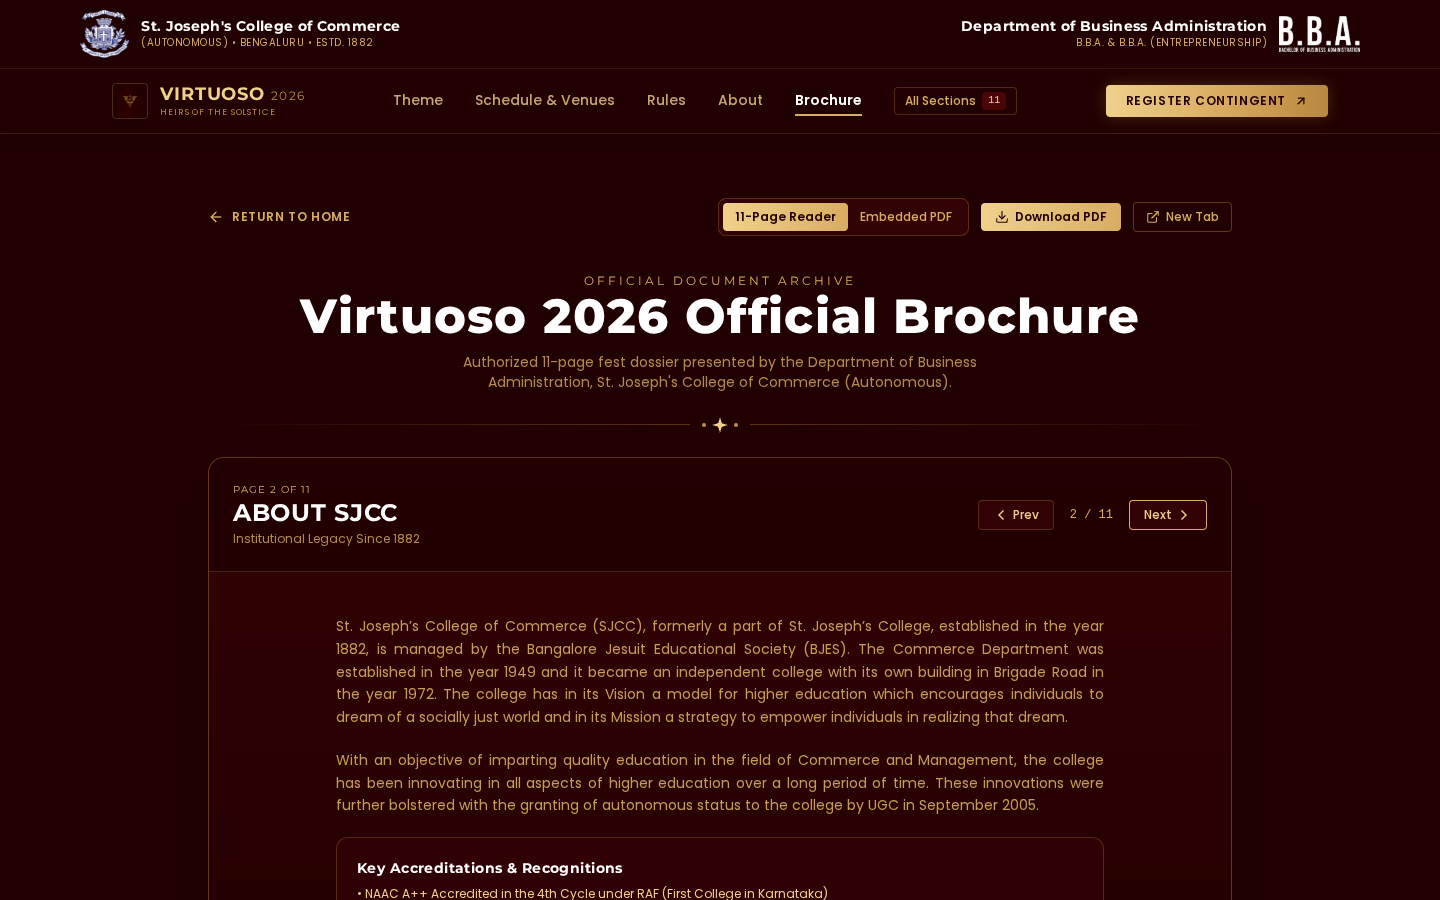 St. Joseph's College of Commerce
(AUTONOMOUS) • BENGALURU • ESTD. 1882
Department of Business Administration
B.B.A. & B.B.A. (ENTREPRENEURSHIP)
B.B.A.
BACHELOR OF BUSINESS ADMINISTRATION
VIRTUOSO 2026
HEIRS OF THE SOLSTICE
Theme
Schedule & Venues
Rules
About
Brochure
All Sections 11
REGISTER CONTINGENT
RETURN TO HOME
11-Page Reader
Embedded PDF
Download PDF
New Tab
OFFICIAL DOCUMENT ARCHIVE
Virtuoso 2026 Official Brochure
Authorized 11-page fest dossier presented by the Department of Business
Administration, St. Joseph's College of Commerce (Autonomous).
PAGE 2 OF 11
ABOUT SJCC
Institutional Legacy Since 1882
Prev
2 / 11
Next
St. Joseph’s College of Commerce (SJCC), formerly a part of St. Joseph’s College, established in the year
1882, is managed by the Bangalore Jesuit Educational Society (BJES). The Commerce Department was
established in the year 1949 and it became an independent college with its own building in Brigade Road in
the year 1972. The college has in its Vision a model for higher education which encourages individuals to
dream of a socially just world and in its Mission a strategy to empower individuals in realizing that dream.
With an objective of imparting quality education in the field of Commerce and Management, the college
has been innovating in all aspects of higher education over a long period of time. These innovations were
further bolstered with the granting of autonomous status to the college by UGC in September 2005.
Key Accreditations & Recognitions
• NAAC A++ Accredited in the 4th Cycle under RAF (First College in Karnataka)